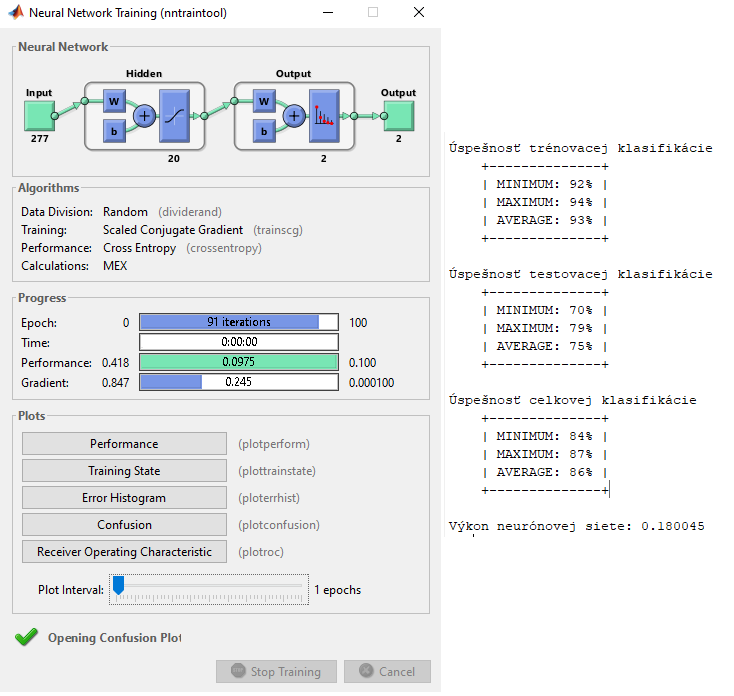 Neural Network Training (nntraintool)
Neural Network
Hidden Output
Input Output
W W
b b
277 2
20 2
Algorithms
Data Division: Random (dividerand)
Training: Scaled Conjugate Gradient (trainscg)
Performance: Cross Entropy (crossentropy)
Calculations: MEX
Progress
Epoch: 0 91 iterations 100
Time: 0:00:00
Performance: 0.418 0.0975 0.100
Gradient: 0.847 0.245 0.000100
Plots
Performance (plotperform)
Training State (plottrainstate)
Error Histogram (ploterrhist)
Confusion (plotconfusion)
Receiver Operating Characteristic (plotroc)
Plot Interval: 1 epochs
Opening Confusion Plot
Stop Training Cancel
Úspešnosť trénovacej klasifikácie
+--------------+
| MINIMUM: 92% |
| MAXIMUM: 94% |
| AVERAGE: 93% |
+--------------+
Úspešnosť testovacej klasifikácie
+--------------+
| MINIMUM: 70% |
| MAXIMUM: 79% |
| AVERAGE: 75% |
+--------------+
Úspešnosť celkovej klasifikácie
+--------------+
| MINIMUM: 84% |
| MAXIMUM: 87% |
| AVERAGE: 86% |
+--------------+
Výkon neurónovej siete: 0.180045